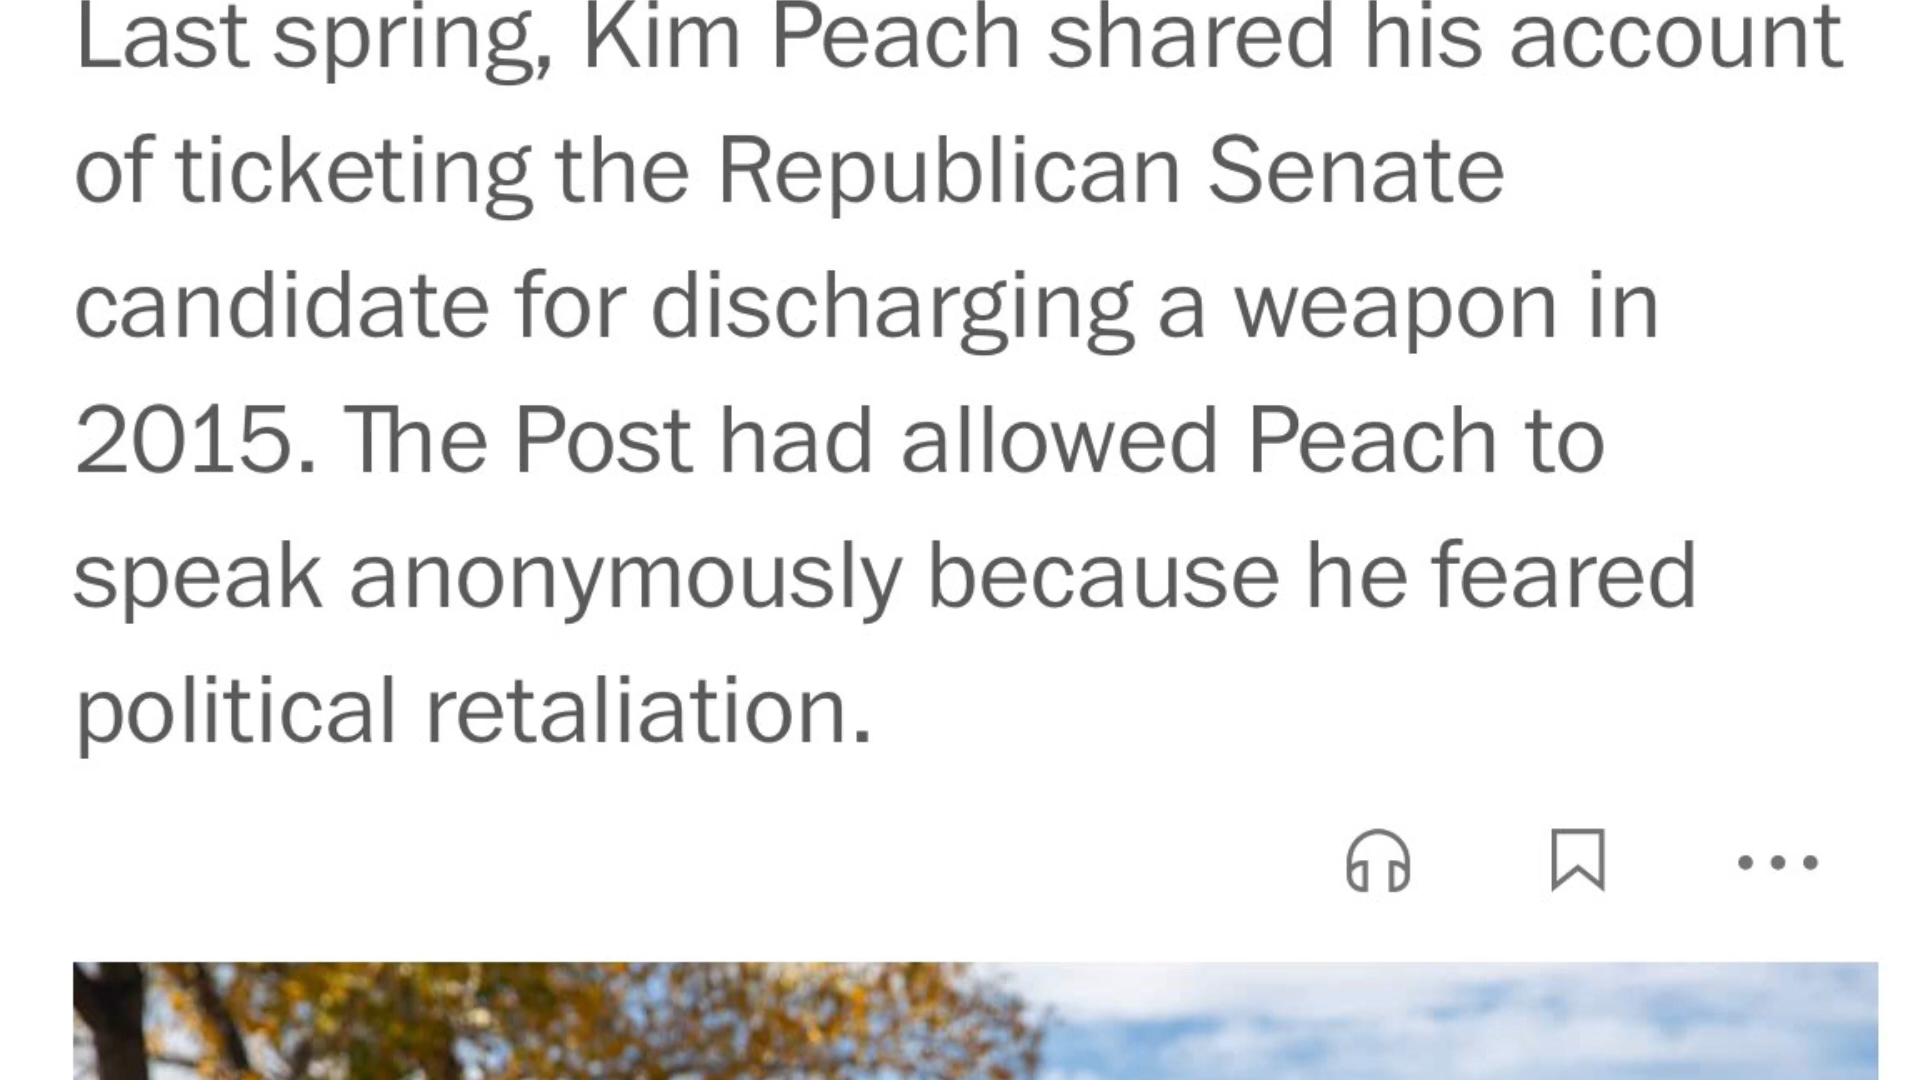 Last spring, Kim Peach shared his account
of ticketing the Republican Senate
candidate for discharging a weapon in
2015. The Post had allowed Peach to
speak anonymously because he feared
political retaliation.